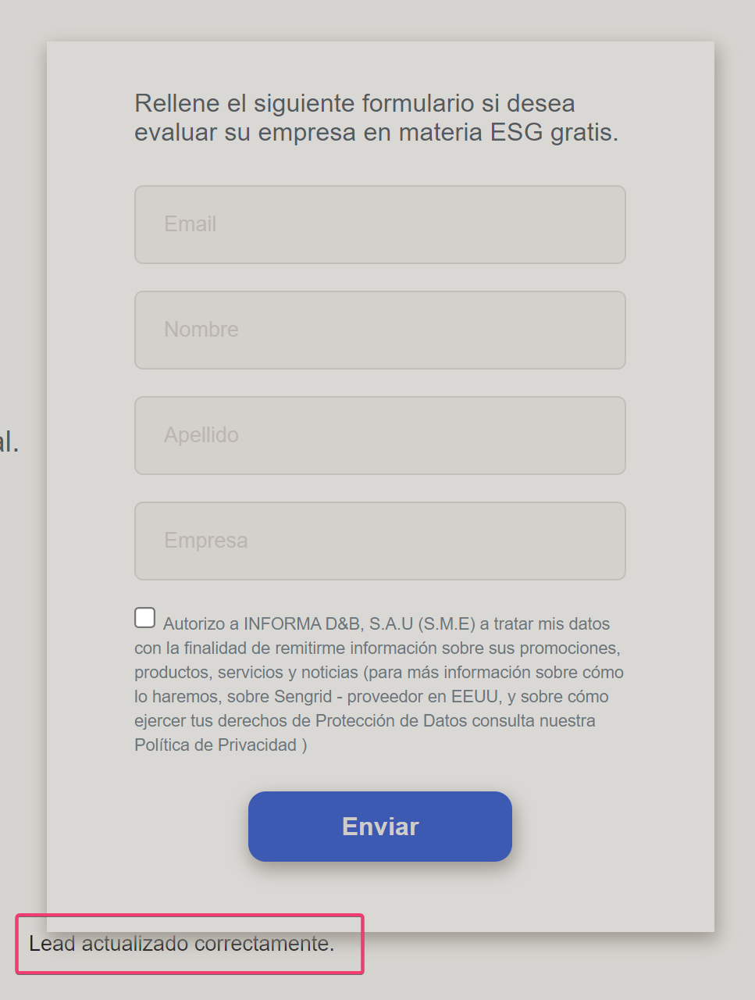 Rellene el siguiente formulario si desea
evaluar su empresa en materia ESG gratis.
Email
Nombre
Apellido
al.
Empresa
Autorizo a INFORMA D&B, S.A.U (S.M.E) a tratar mis datos
con la finalidad de remitirme información sobre sus promociones,
productos, servicios y noticias (para más información sobre cómo
lo haremos, sobre Sengrid - proveedor en EEUU, y sobre cómo
ejercer tus derechos de Protección de Datos consulta nuestra
Política de Privacidad )
Enviar
Lead actualizado correctamente.